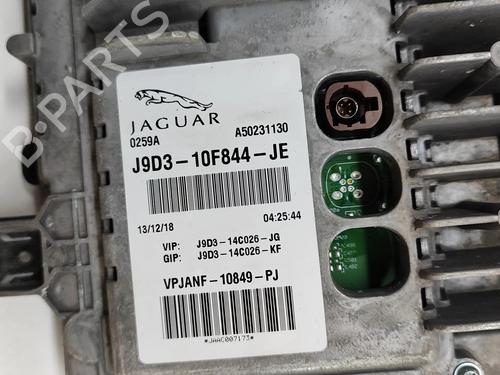 JAGUAR
0259A A50231130
J9D3-10F844-JE
13/12/18 04:25:44
VIP: J9D3-14C026-JG
GIP: J9D3-14C026-KF
VPJANF-10849-PJ
*JAAC007173*
B-PARTS